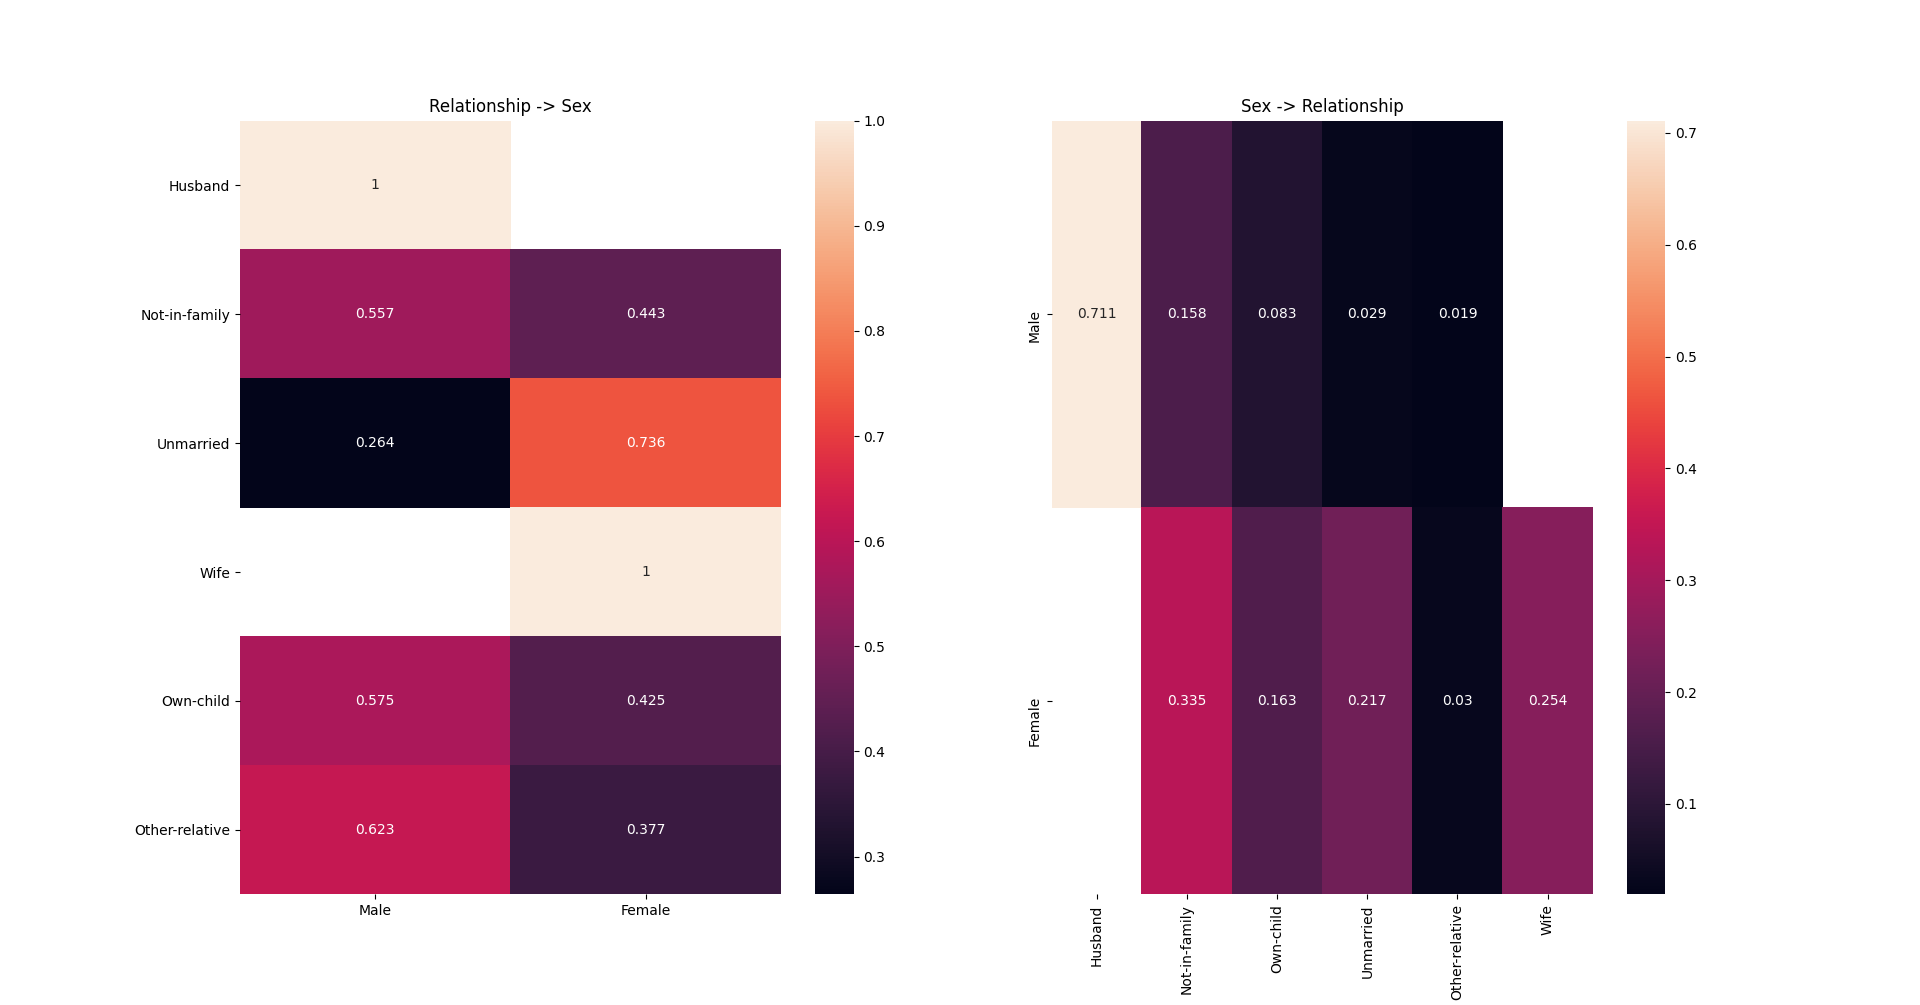 Relationship -> Sex
Husband
Not-in-family
Unmarried
Wife
Own-child
Other-relative
1
0.557 0.443
0.264 0.736
1
0.575 0.425
0.623 0.377
Male Female
1.0
0.9
0.8
0.7
0.6
0.5
0.4
0.3
Sex -> Relationship
Male
Female
0.711 0.158 0.083 0.029 0.019
0.335 0.163 0.217 0.03 0.254
Husband
Not-in-family
Own-child
Unmarried
Other-relative
Wife
0.7
0.6
0.5
0.4
0.3
0.2
0.1